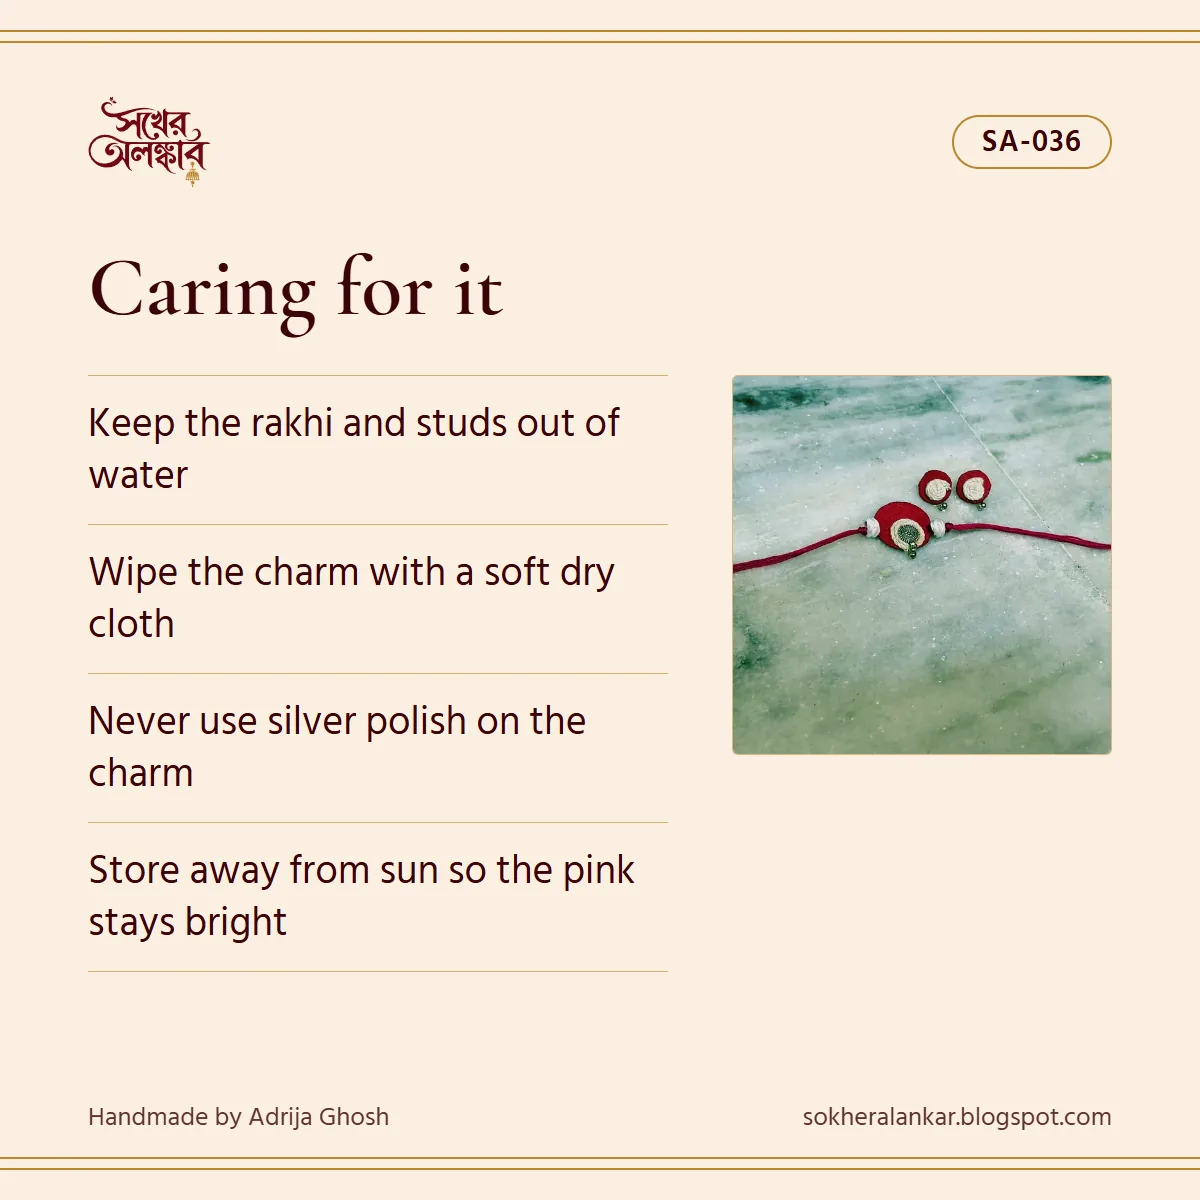 সখের
অলঙ্কার
SA-036
Caring for it
Keep the rakhi and studs out of
water
Wipe the charm with a soft dry
cloth
Never use silver polish on the
charm
Store away from sun so the pink
stays bright
Handmade by Adrija Ghosh
sokheralankar.blogspot.com